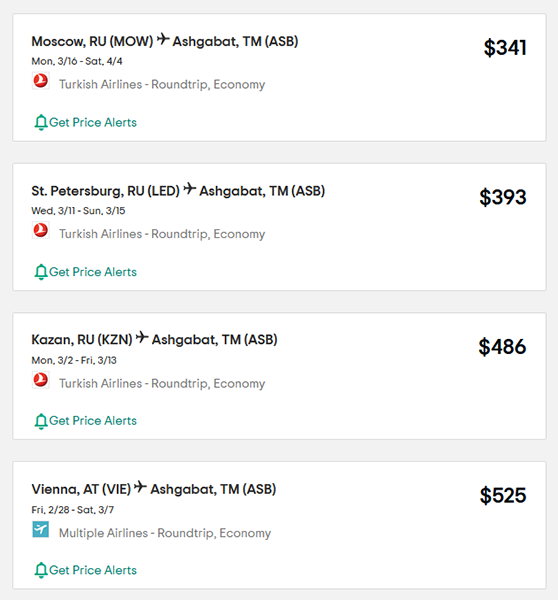 Moscow, RU (MOW) Ashgabat, TM (ASB)
$341
Mon, 3/16 - Sat, 4/4
Turkish Airlines - Roundtrip, Economy
Get Price Alerts
St. Petersburg, RU (LED) Ashgabat, TM (ASB)
$393
Wed, 3/11 - Sun, 3/15
Turkish Airlines - Roundtrip, Economy
Get Price Alerts
Kazan, RU (KZN) Ashgabat, TM (ASB)
$486
Mon, 3/2 - Fri, 3/13
Turkish Airlines - Roundtrip, Economy
Get Price Alerts
Vienna, AT (VIE) Ashgabat, TM (ASB)
$525
Fri, 2/28 - Sat, 3/7
Multiple Airlines - Roundtrip, Economy
Get Price Alerts